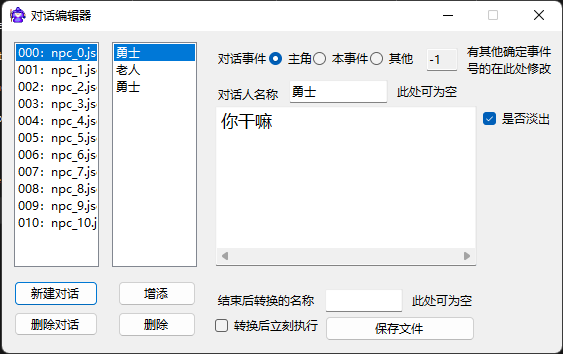 对话编辑器
000: npc_0.js
001: npc_1.js
002: npc_2.js
003: npc_3.js
004: npc_4.js
005: npc_5.js
006: npc_6.js
007: npc_7.js
008: npc_8.js
009: npc_9.js
010: npc_10.j
新建对话
删除对话
勇士
老人
勇士
增添
删除
对话事件 主角 本事件 其他 -1
有其他确定事件
号的在此处修改
对话人名称 勇士 此处可为空
你干嘛
是否淡出
结束后转换的名称 此处可为空
转换后立刻执行 保存文件